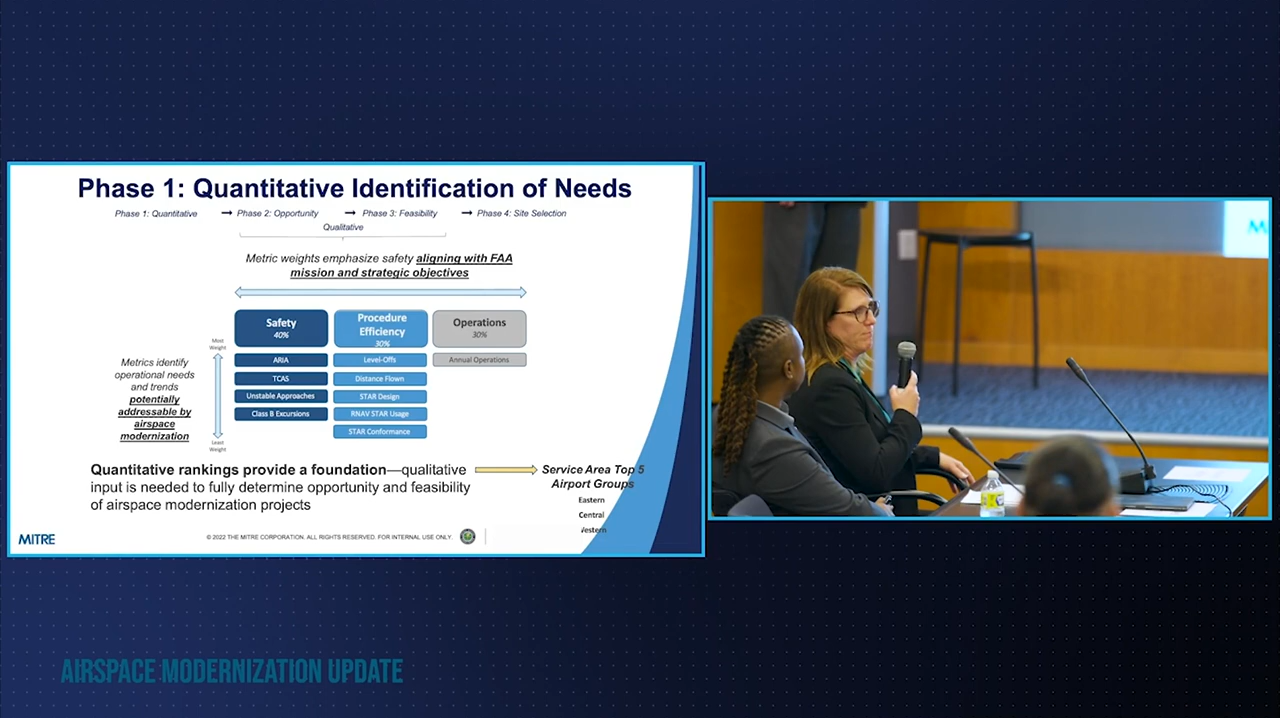 Phase 1: Quantitative Identification of Needs
Phase 1: Quantitative → Phase 2: Opportunity → Phase 3: Feasibility → Phase 4: Site Selection
Qualitative
Metric weights emphasize safety aligning with FAA
mission and strategic objectives
Safety
40%
Procedure
Efficiency
30%
Operations
30%
Most
Weight
Least
Weight
ARIA
TCAS
Unstable Approaches
Class B Excursions
Level-Offs
Distance Flown
STAR Design
RNAV STAR Usage
STAR Conformance
Annual Operations
Metrics identify
operational needs
and trends
potentially
addressable by
airspace
modernization
Quantitative rankings provide a foundation—qualitative
input is needed to fully determine opportunity and feasibility
of airspace modernization projects
Service Area Top 5
Airport Groups
Eastern
Central
Western
MITRE
© 2022 THE MITRE CORPORATION. ALL RIGHTS RESERVED. FOR INTERNAL USE ONLY.
AIRSPACE MODERNIZATION UPDATE